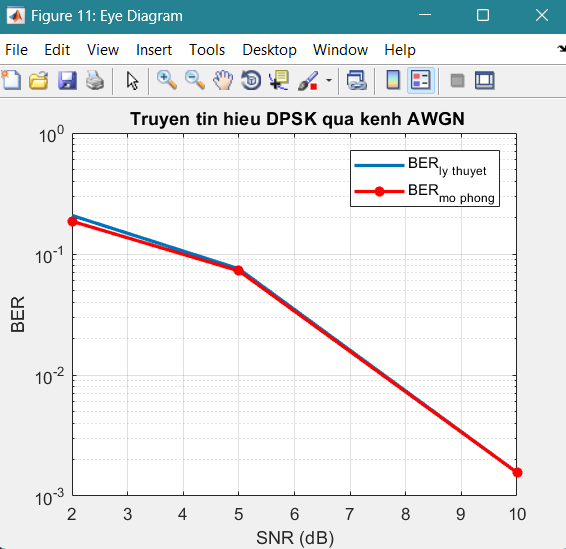 Figure 11: Eye Diagram
File Edit View Insert Tools Desktop Window Help
Truyen tin hieu DPSK qua kenh AWGN
BER_ly thuyet
BER_mo phong
10^0
10^-1
10^-2
10^-3
BER
2 3 4 5 6 7 8 9 10
SNR (dB)